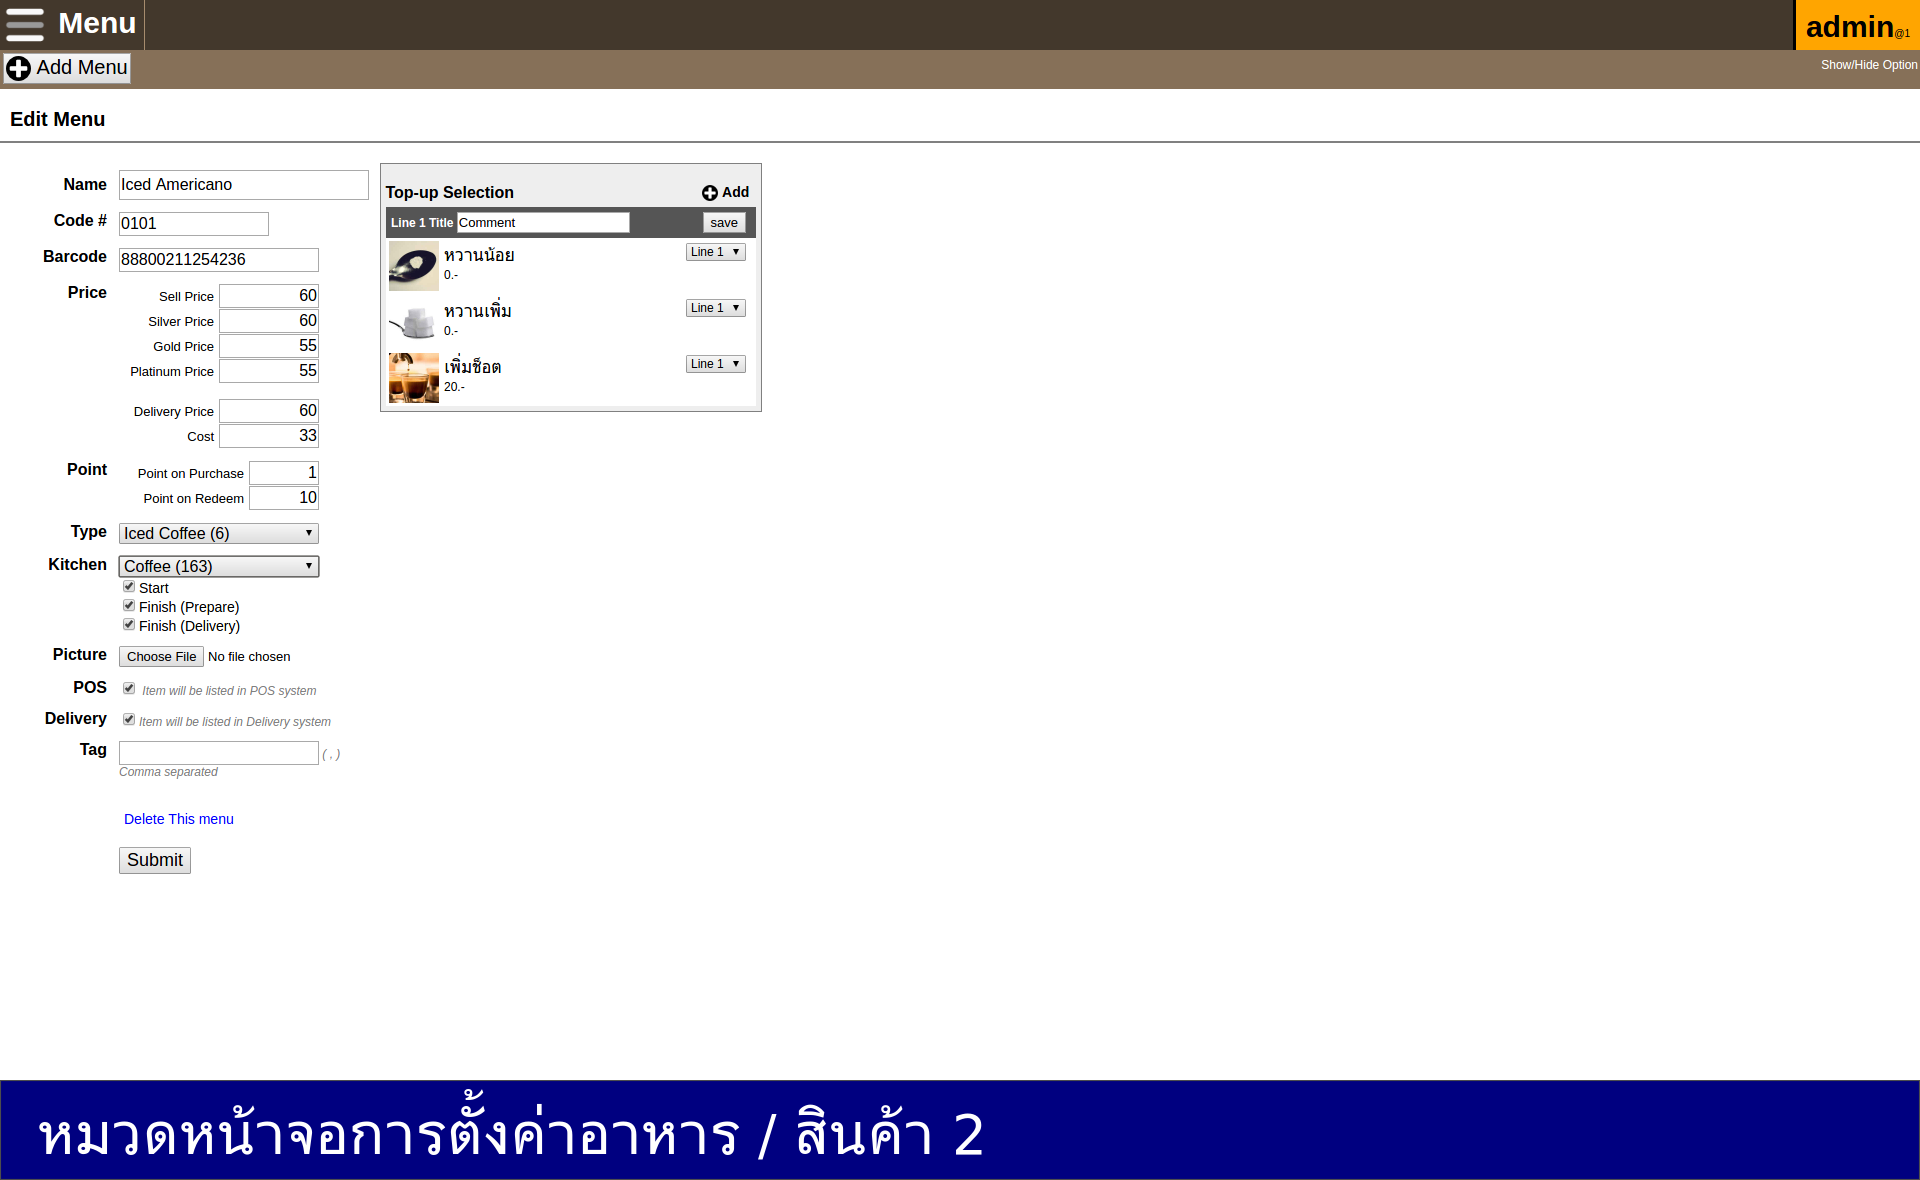 Menu
admin@1
Add Menu
Show/Hide Option
Edit Menu
Name Iced Americano
Code # 0101
Barcode 88800211254236
Price
Sell Price 60
Silver Price 60
Gold Price 55
Platinum Price 55
Delivery Price 60
Cost 33
Point
Point on Purchase 1
Point on Redeem 10
Type Iced Coffee (6)
Kitchen Coffee (163)
Start
Finish (Prepare)
Finish (Delivery)
Picture Choose File No file chosen
POS Item will be listed in POS system
Delivery Item will be listed in Delivery system
Tag ( , )
Comma separated
Delete This menu
Submit
Top-up Selection Add
Line 1 Title Comment save
หวานน้อย Line 1
0.-
หวานเพิ่ม Line 1
0.-
เพิ่มช็อต Line 1
20.-
หมวดหน้าจอการตั้งค่าอาหาร / สินค้า 2